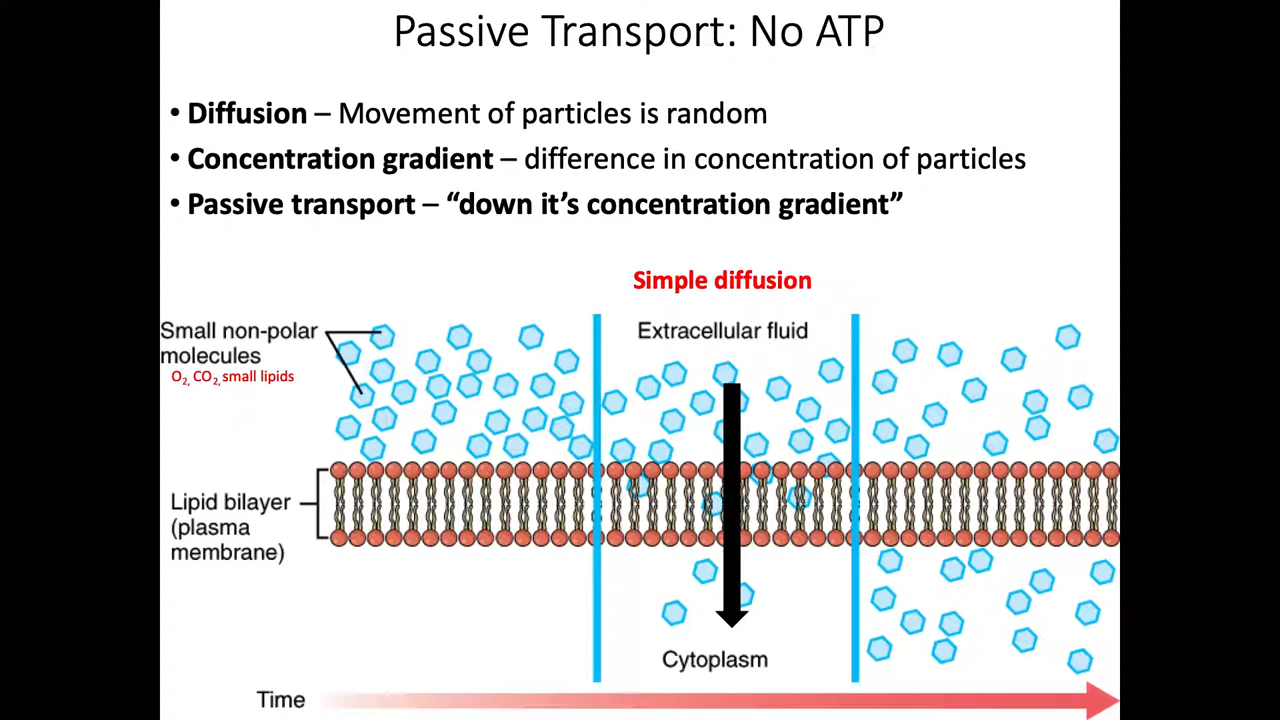 Passive Transport: No ATP
• Diffusion – Movement of particles is random
• Concentration gradient – difference in concentration of particles
• Passive transport – “down it’s concentration gradient”
Simple diffusion
Small non-polar
molecules
O2, CO2, small lipids
Extracellular fluid
Lipid bilayer
(plasma
membrane)
Cytoplasm
Time